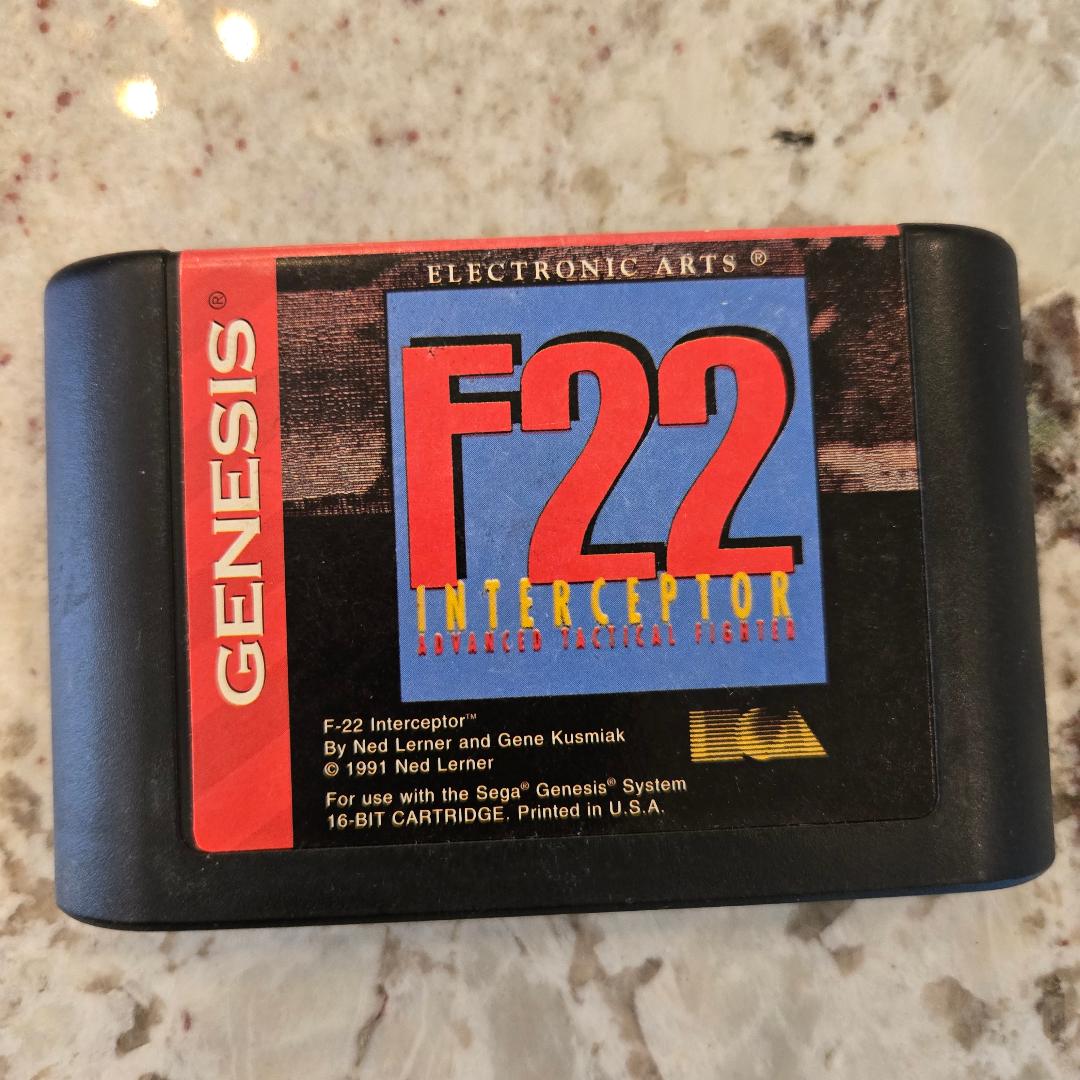 ELECTRONIC ARTS ®
GENESIS®
F22
INTERCEPTOR
ADVANCED TACTICAL FIGHTER
F-22 Interceptor™
By Ned Lerner and Gene Kusmiak
© 1991 Ned Lerner
EA
For use with the Sega® Genesis® System
16-BIT CARTRIDGE. Printed in U.S.A.